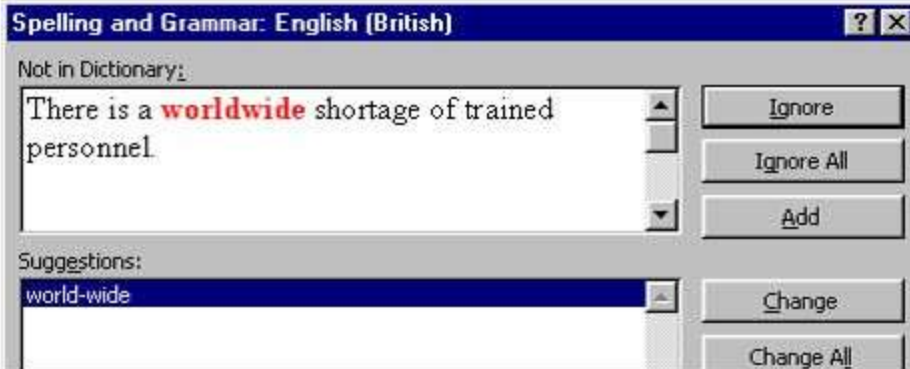 Spelling and Grammar: English (British)
Not in Dictionary:
There is a worldwide shortage of trained
personnel.
Ignore
Ignore All
Add
Suggestions:
world-wide
Change
Change All